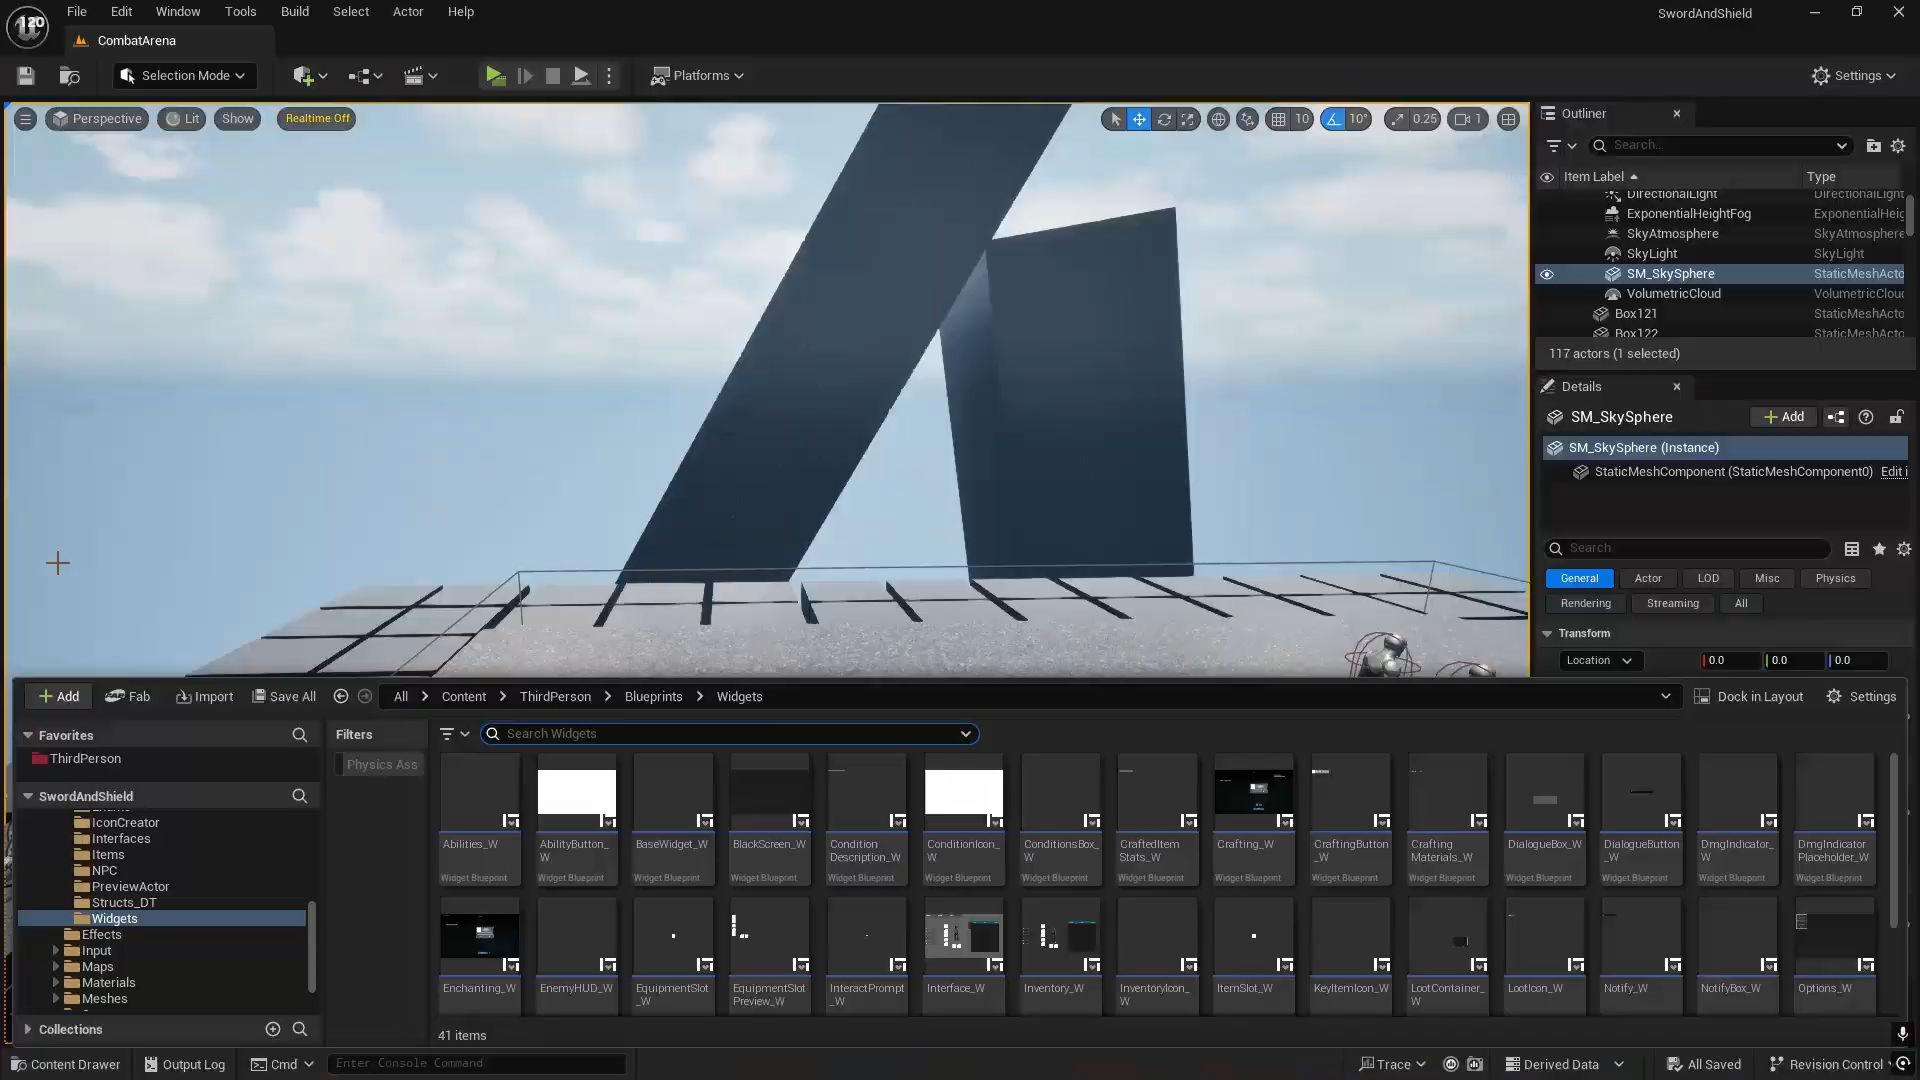 120
File Edit Window Tools Build Select Actor Help
SwordAndShield
CombatArena
Selection Mode
Platforms
Settings
Perspective Lit Show Realtime Off
10 10° 0.25 1
Outliner
Search...
Item Label Type
DirectionalLight DirectionalLight
ExponentialHeightFog ExponentialHeig
SkyAtmosphere SkyAtmosphere
SkyLight SkyLight
SM_SkySphere StaticMeshActo
VolumetricCloud VolumetricClou
Box121 StaticMeshActo
Box122 StaticMeshActo
117 actors (1 selected)
Details
SM_SkySphere
Add
SM_SkySphere (Instance)
StaticMeshComponent (StaticMeshComponent0) Edit i
Search
General Actor LOD Misc Physics
Rendering Streaming All
Transform
Location 0.0 0.0 0.0
Add Fab Import Save All
All Content ThirdPerson Blueprints Widgets
Dock in Layout Settings
Favorites
ThirdPerson
SwordAndShield
IconCreator
Interfaces
Items
NPC
PreviewActor
Structs_DT
Widgets
Effects
Input
Maps
Materials
Meshes
Collections
Filters
Physics Ass
Search Widgets
Abilities_W
Widget Blueprint
AbilityButton_
W
Widget Blueprint
BaseWidget_W
Widget Blueprint
BlackScreen_W
Widget Blueprint
Condition
Description_W
Widget Blueprint
ConditionIcon_
W
Widget Blueprint
ConditionsBox_
W
Widget Blueprint
CraftedItem
Stats_W
Widget Blueprint
Crafting_W
Widget Blueprint
CraftingButton
_W
Widget Blueprint
Crafting
Materials_W
Widget Blueprint
DialogueBox_W
Widget Blueprint
DialogueButton
_W
Widget Blueprint
DmgIndicator_
W
Widget Blueprint
DmgIndicator
Placeholder_W
Widget Blueprint
Enchanting_W
EnemyHUD_W
EquipmentSlot
_W
EquipmentSlot
Preview_W
InteractPrompt
_W
Interface_W
Inventory_W
InventoryIcon_
W
ItemSlot_W
KeyItemIcon_W
LootContainer_
W
LootIcon_W
Notify_W
NotifyBox_W
Options_W
41 items
Content Drawer Output Log Cmd Enter Console Command
Trace Derived Data All Saved Revision Control